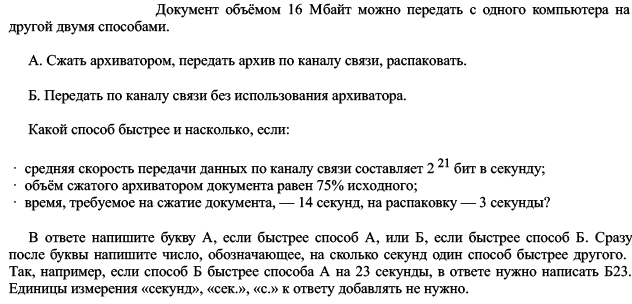 Документ объёмом 16 Мбайт можно передать с одного компьютера на
другой двумя способами.
А. Сжать архиватором, передать архив по каналу связи, распаковать.
Б. Передать по каналу связи без использования архиватора.
Какой способ быстрее и насколько, если:
· средняя скорость передачи данных по каналу связи составляет 2 21 бит в секунду;
· объём сжатого архиватором документа равен 75% исходного;
· время, требуемое на сжатие документа, — 14 секунд, на распаковку — 3 секунды?
В ответе напишите букву А, если быстрее способ А, или Б, если быстрее способ Б. Сразу
после буквы напишите число, обозначающее, на сколько секунд один способ быстрее другого.
Так, например, если способ Б быстрее способа А на 23 секунды, в ответе нужно написать Б23.
Единицы измерения «секунд», «сек.», «с.» к ответу добавлять не нужно.